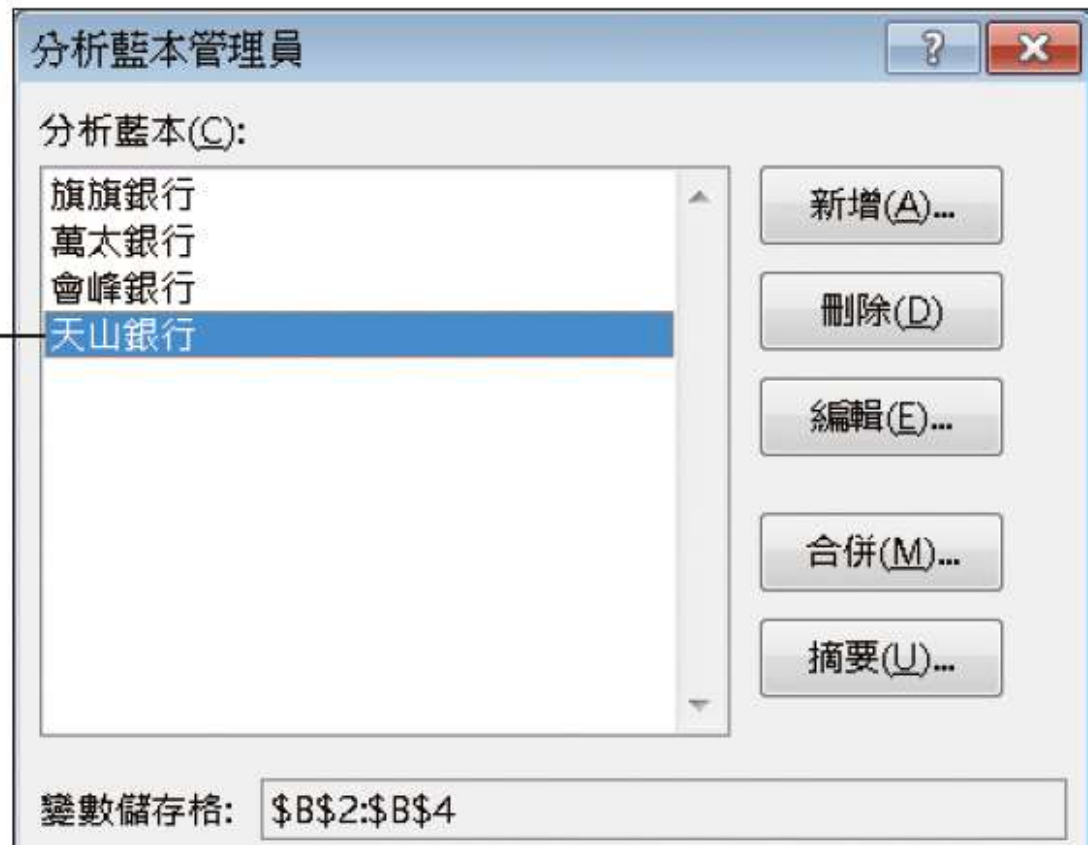 分析藍本管理員
分析藍本(C):
旗旗銀行
萬太銀行
會峰銀行
天山銀行
新增(A)...
刪除(D)
編輯(E)...
合併(M)...
摘要(U)...
變數儲存格: $B$2:$B$4